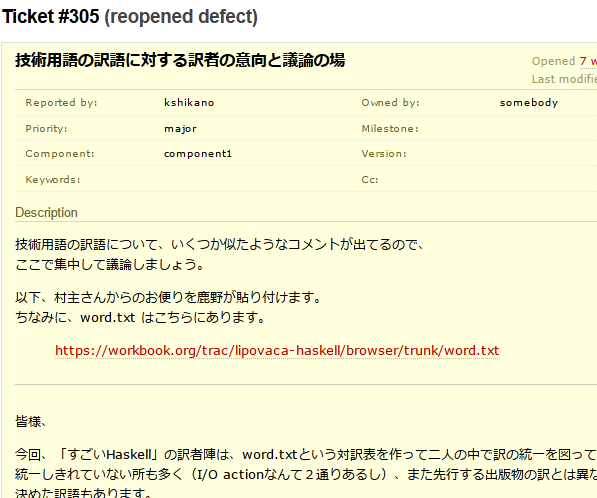 Ticket #305 (reopened defect)
技術用語の訳語に対する訳者の意向と議論の場
Opened 7 w
Last modifie
Reported by: kshikano Owned by: somebody
Priority: major Milestone:
Component: component1 Version:
Keywords: Cc:
Description
技術用語の訳語について、いくつか似たようなコメントが出てるので、
ここで集中して議論しましょう。
以下、村主さんからのお便りを鹿野が貼り付けます。
ちなみに、word.txt はこちらにあります。
https://workbook.org/trac/lipovaca-haskell/browser/trunk/word.txt
皆様、
今回、「すごいHaskell」の訳者陣は、word.txtという対訳表を作って二人の中で訳の統一を図って
統一しきれていない所も多く（I/O actionなんて２通りあるし）、また先行する出版物の訳とは異な
決めた訳語もあります。